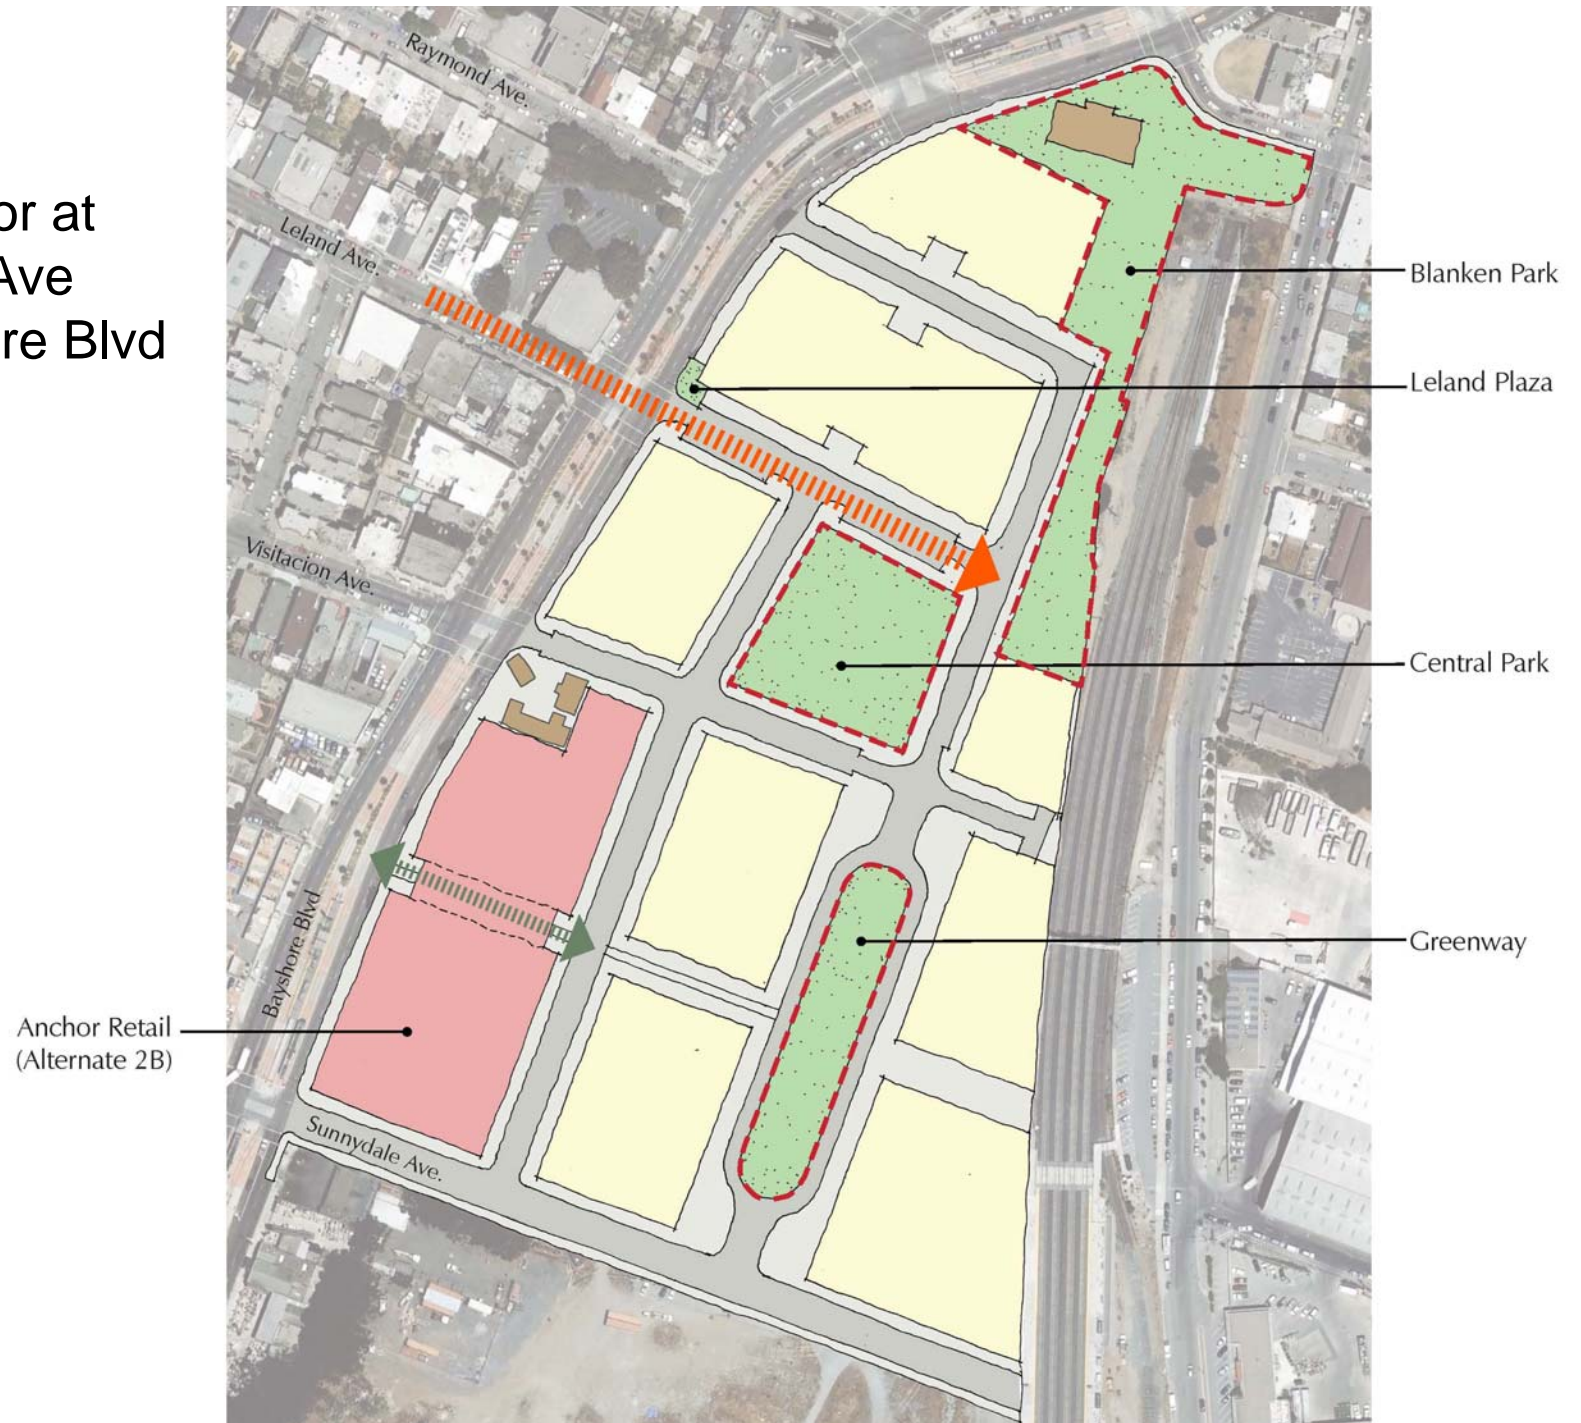 or at
Ave
re Blvd
Raymond Ave.
Leland Ave.
Visitacion Ave.
Bayshore Blvd
Sunnydale Ave.
Blanken Park
Leland Plaza
Central Park
Greenway
Anchor Retail
(Alternate 2B)